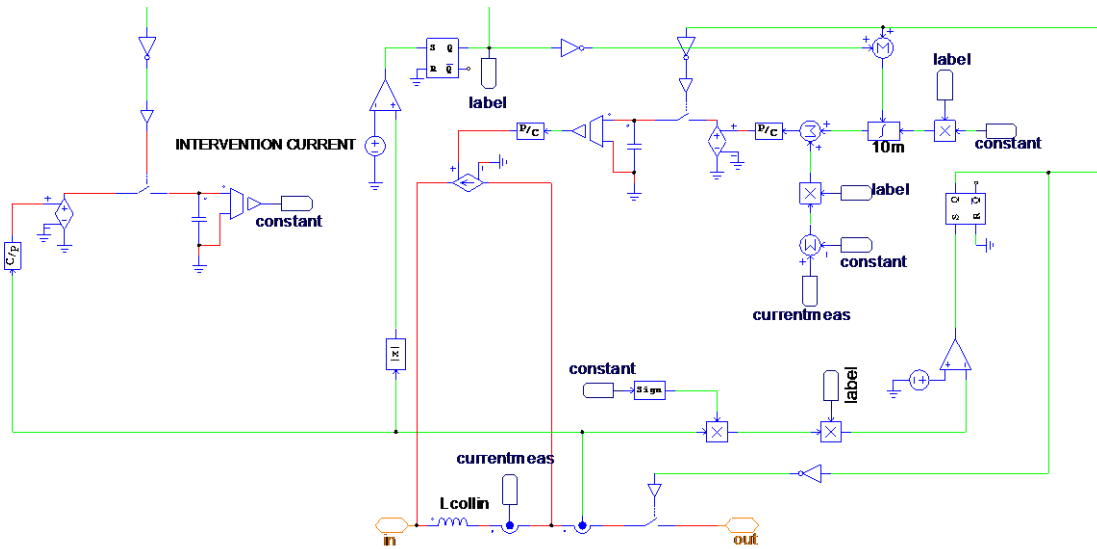 S Q
R Q
label
label
P/C
P/C
INTERVENTION CURRENT
10m
constant
label
constant
C/P
constant
S Q
R Q
currentmeas
|x|
constant
Sign
label
currentmeas
Lcollin
in
out